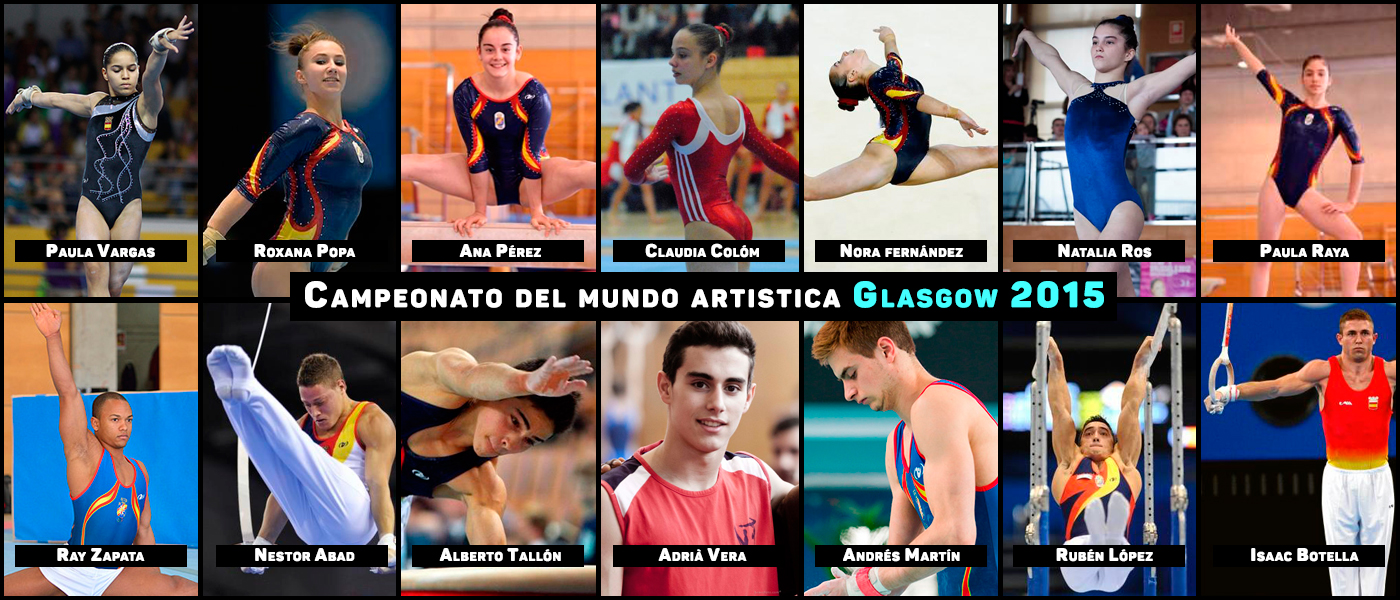 PAULA VARGAS
ROXANA POPA
ANA PÉREZ
CLAUDIA COLÓM
NORA FERNÁNDEZ
NATALIA ROS
PAULA RAYA
CAMPEONATO DEL MUNDO ARTISTICA GLASGOW 2015
RAY ZAPATA
NESTOR ABAD
ALBERTO TALLÓN
ADRIÀ VERA
ANDRÉS MARTÍN
RUBÉN LÓPEZ
ISAAC BOTELLA